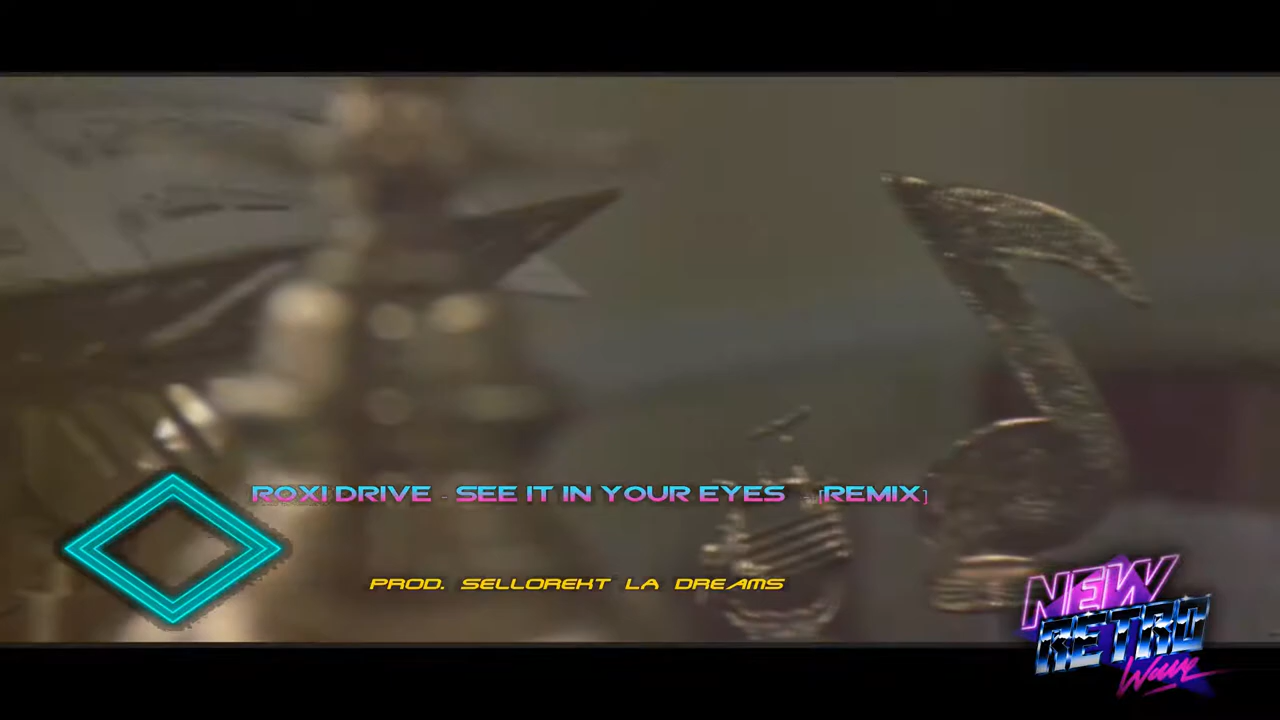 ROXI DRIVE - SEE IT IN YOUR EYES - [REMIX]
PROD. SELLOREKT LA DREAMS
NEW
RETRO
Wave